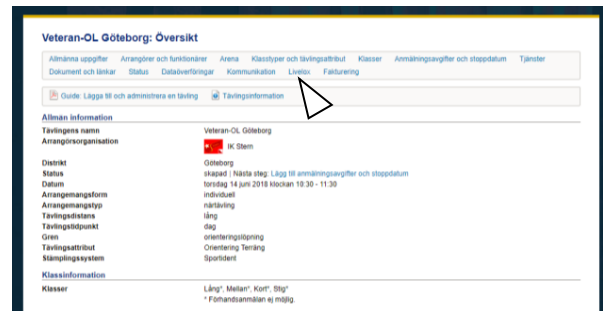 Veteran-OL Göteborg: Översikt
Allmänna uppgifter Arrangörer och funktionärer Arena Klasstyper och tävlingsattribut Klasser Anmälningsavgifter och stoppdatum Tjänster
Dokument och länkar Status Dataöverföringar Kommunikation Livelox Fakturering
Guide: Lägga till och administrera en tävling Tävlingsinformation
Allmän information
Tävlingens namn Veteran-OL Göteborg
Arrangörsorganisation IK Stern
Distrikt Göteborg
Status skapad | Nästa steg: Lägg till anmälningsavgifter och stoppdatum
Datum torsdag 14 juni 2018 klockan 10:30 - 11:30
Arrangemangsform individuell
Arrangemangstyp närtävling
Tävlingsdistans lång
Tävlingstidpunkt dag
Gren orienteringslöpning
Tävlingsattribut Orientering Terräng
Stämplingssystem Sportident
Klassinformation
Klasser Lång*, Mellan*, Kort*, Stig*
* Förhandsanmälan ej möjlig.